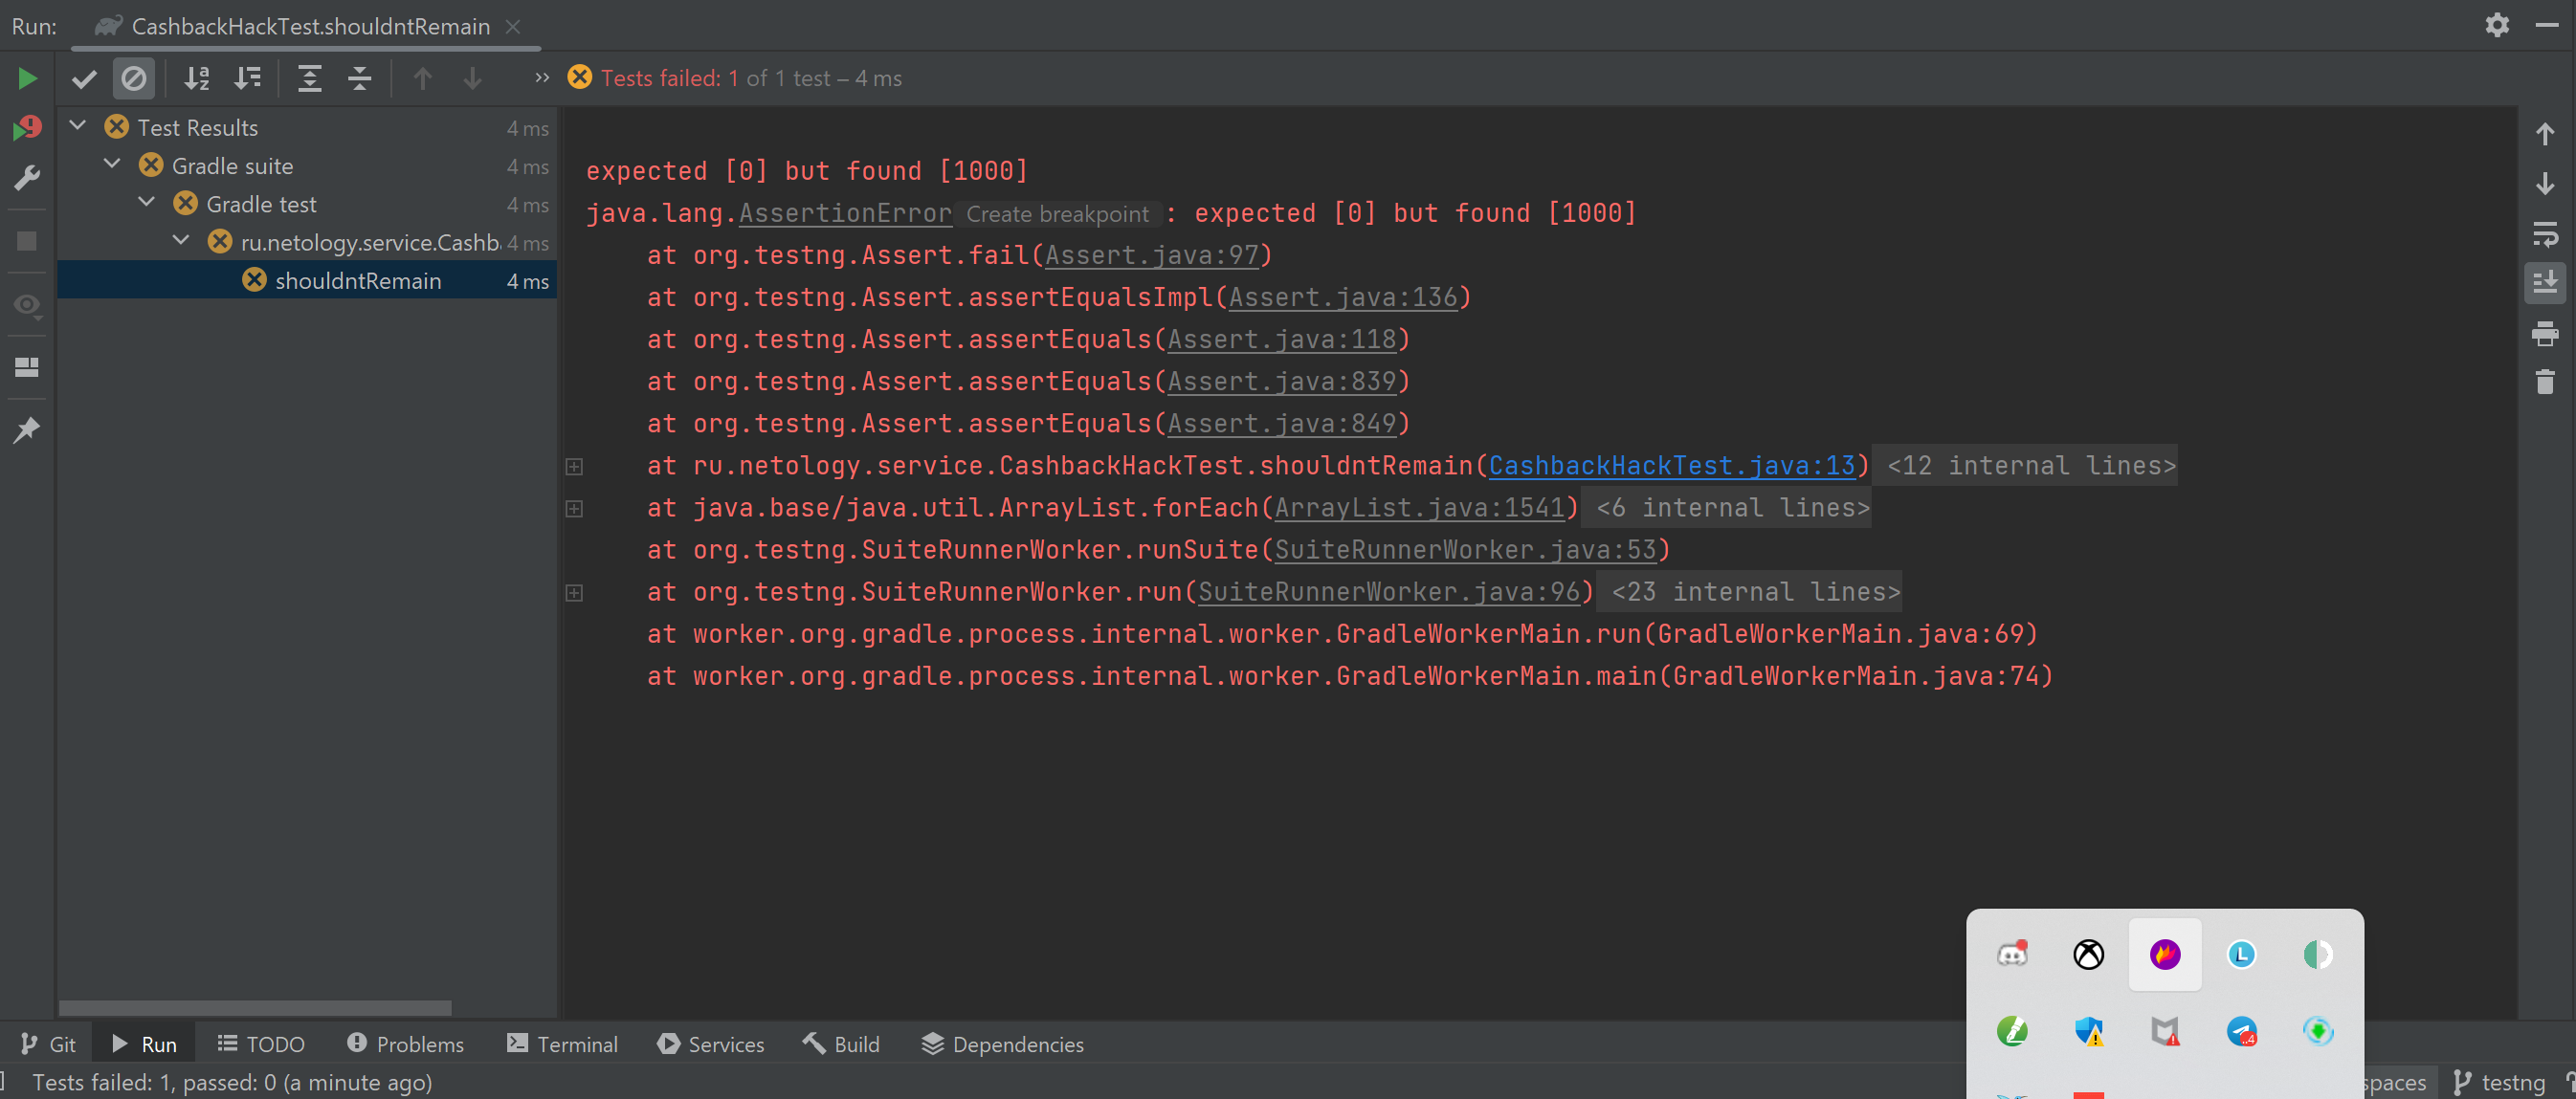 Run: CashbackHackTest.shouldntRemain
Tests failed: 1 of 1 test – 4 ms
Test Results 4 ms
Gradle suite 4 ms
Gradle test 4 ms
ru.netology.service.Cashb 4 ms
shouldntRemain 4 ms
expected [0] but found [1000]
java.lang.AssertionError Create breakpoint : expected [0] but found [1000]
at org.testng.Assert.fail(Assert.java:97)
at org.testng.Assert.assertEqualsImpl(Assert.java:136)
at org.testng.Assert.assertEquals(Assert.java:118)
at org.testng.Assert.assertEquals(Assert.java:839)
at org.testng.Assert.assertEquals(Assert.java:849)
at ru.netology.service.CashbackHackTest.shouldntRemain(CashbackHackTest.java:13) <12 internal lines>
at java.base/java.util.ArrayList.forEach(ArrayList.java:1541) <6 internal lines>
at org.testng.SuiteRunnerWorker.runSuite(SuiteRunnerWorker.java:53)
at org.testng.SuiteRunnerWorker.run(SuiteRunnerWorker.java:96) <23 internal lines>
at worker.org.gradle.process.internal.worker.GradleWorkerMain.run(GradleWorkerMain.java:69)
at worker.org.gradle.process.internal.worker.GradleWorkerMain.main(GradleWorkerMain.java:74)
Git Run TODO Problems Terminal Services Build Dependencies
Tests failed: 1, passed: 0 (a minute ago) spaces testng